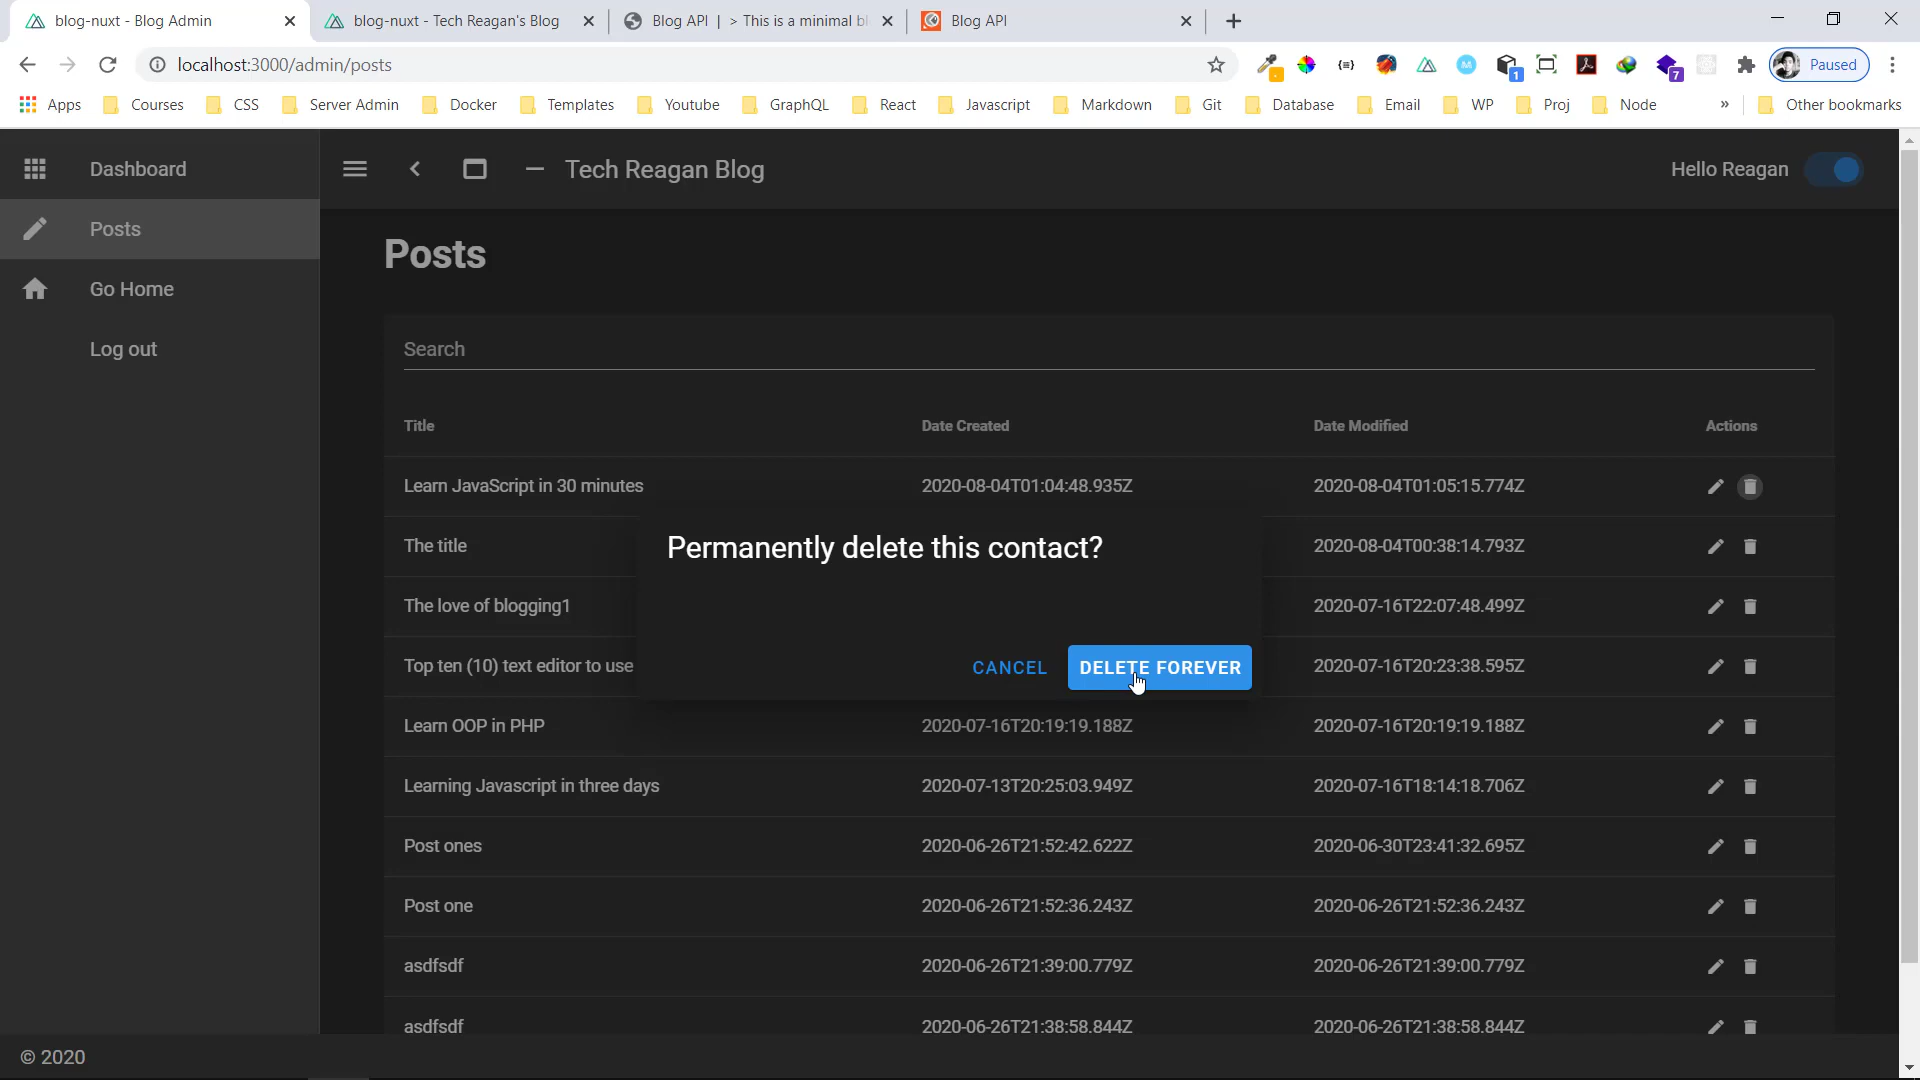 blog-nuxt - Blog Admin
blog-nuxt - Tech Reagan's Blog
Blog API | > This is a minimal bl
Blog API
localhost:3000/admin/posts
Paused
Apps Courses CSS Server Admin Docker Templates Youtube GraphQL React Javascript Markdown Git Database Email WP Proj Node » Other bookmarks
Dashboard
Posts
Go Home
Log out
Tech Reagan Blog
Hello Reagan
Posts
Search
Title Date Created Date Modified Actions
Learn JavaScript in 30 minutes 2020-08-04T01:04:48.935Z 2020-08-04T01:05:15.774Z
The title 2020-08-04T00:38:14.793Z
The love of blogging1 2020-07-16T22:07:48.499Z
Top ten (10) text editor to use 2020-07-16T20:23:38.595Z
Learn OOP in PHP 2020-07-16T20:19:19.188Z 2020-07-16T20:19:19.188Z
Learning Javascript in three days 2020-07-13T20:25:03.949Z 2020-07-16T18:14:18.706Z
Post ones 2020-06-26T21:52:42.622Z 2020-06-30T23:41:32.695Z
Post one 2020-06-26T21:52:36.243Z 2020-06-26T21:52:36.243Z
asdfsdf 2020-06-26T21:39:00.779Z 2020-06-26T21:39:00.779Z
asdfsdf 2020-06-26T21:38:58.844Z 2020-06-26T21:38:58.844Z
Permanently delete this contact?
CANCEL DELETE FOREVER
© 2020
1
7